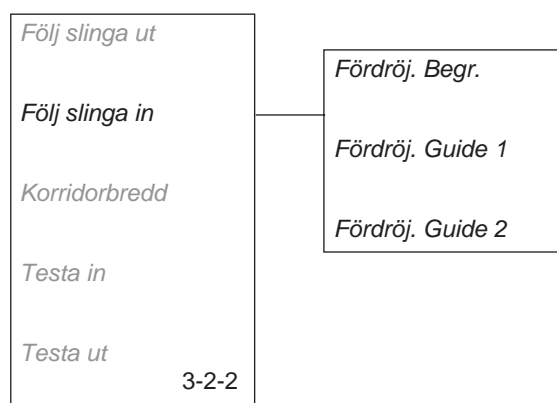 Följ slinga ut
Följ slinga in
Korridorbredd
Testa in
Testa ut
3-2-2
Fördröj. Begr.
Fördröj. Guide 1
Fördröj. Guide 2